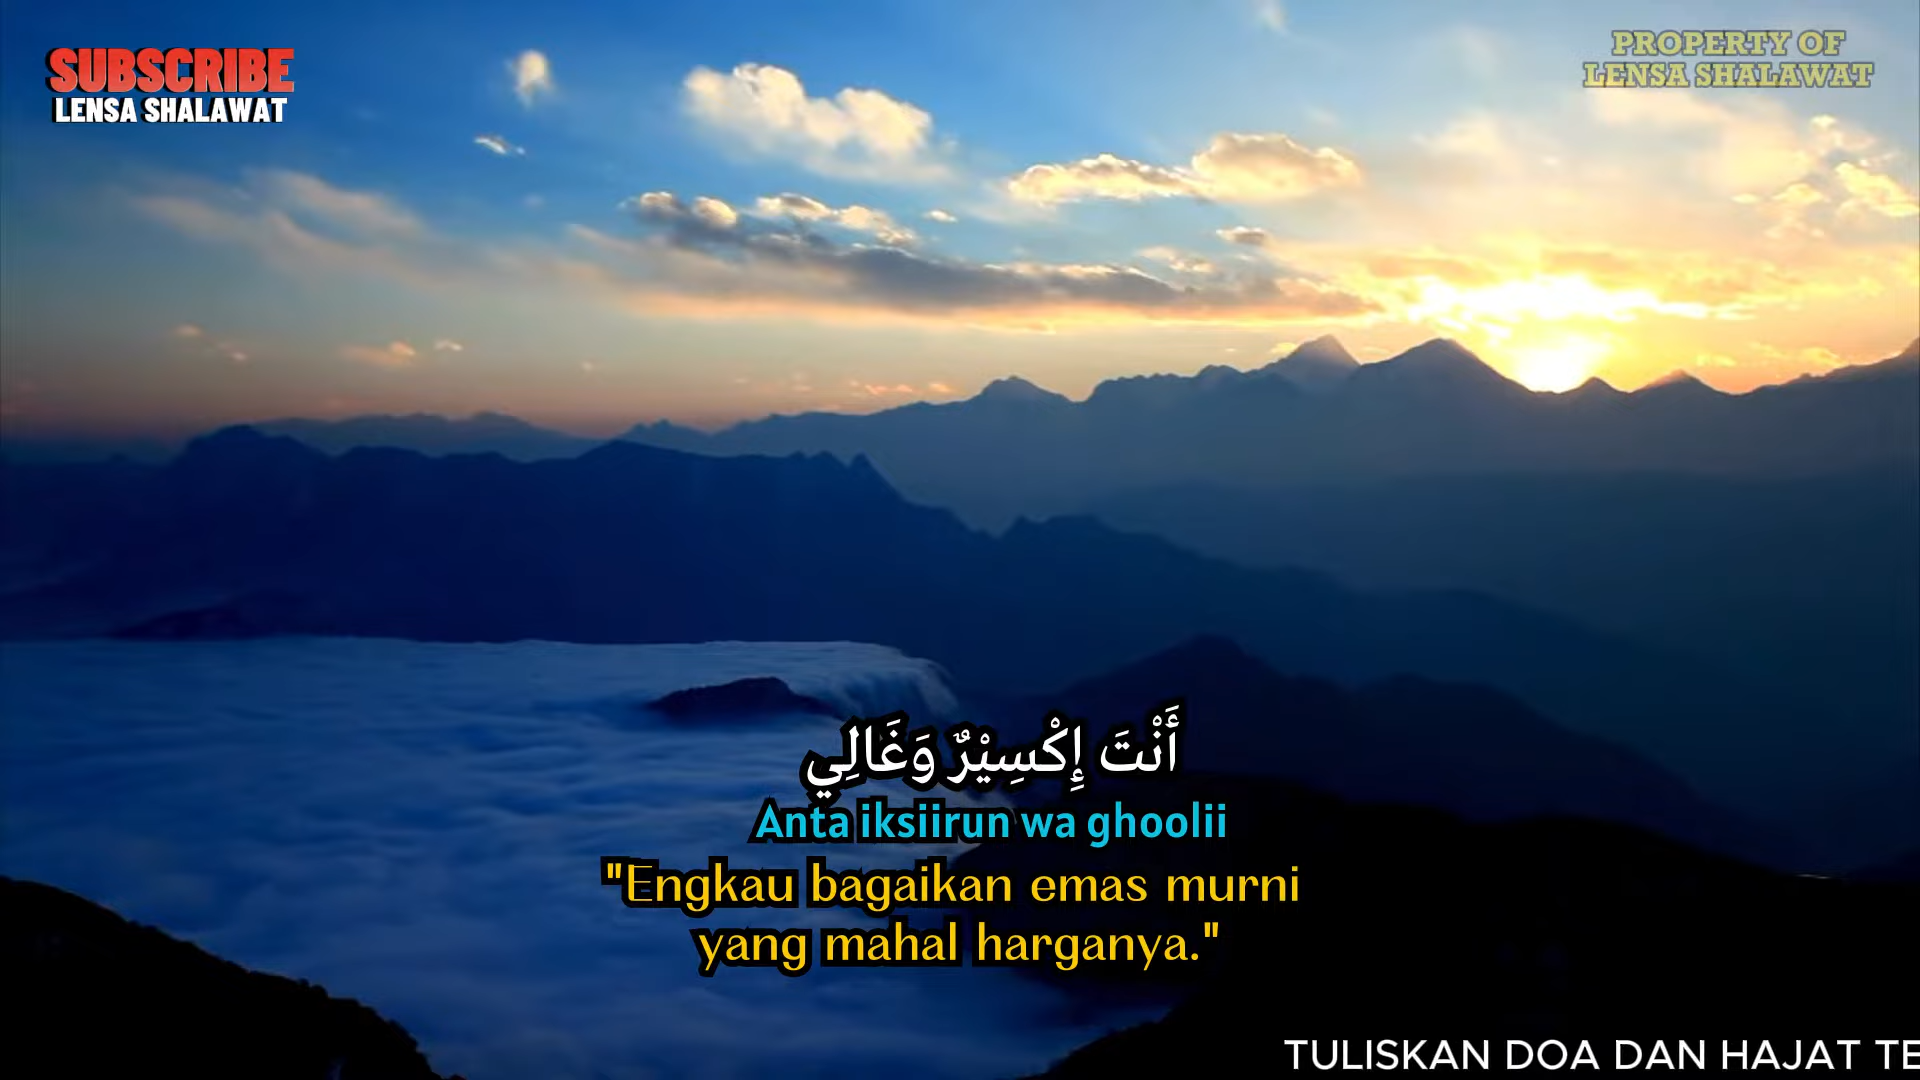 SUBSCRIBE
LENSA SHALAWAT
PROPERTY OF
LENSA SHALAWAT
أَنْتَ إِكْسِيْرٌ وَغَالِي
Anta iksiirun wa ghoolii
"Engkau bagaikan emas murni
yang mahal harganya."
TULISKAN DOA DAN HAJAT